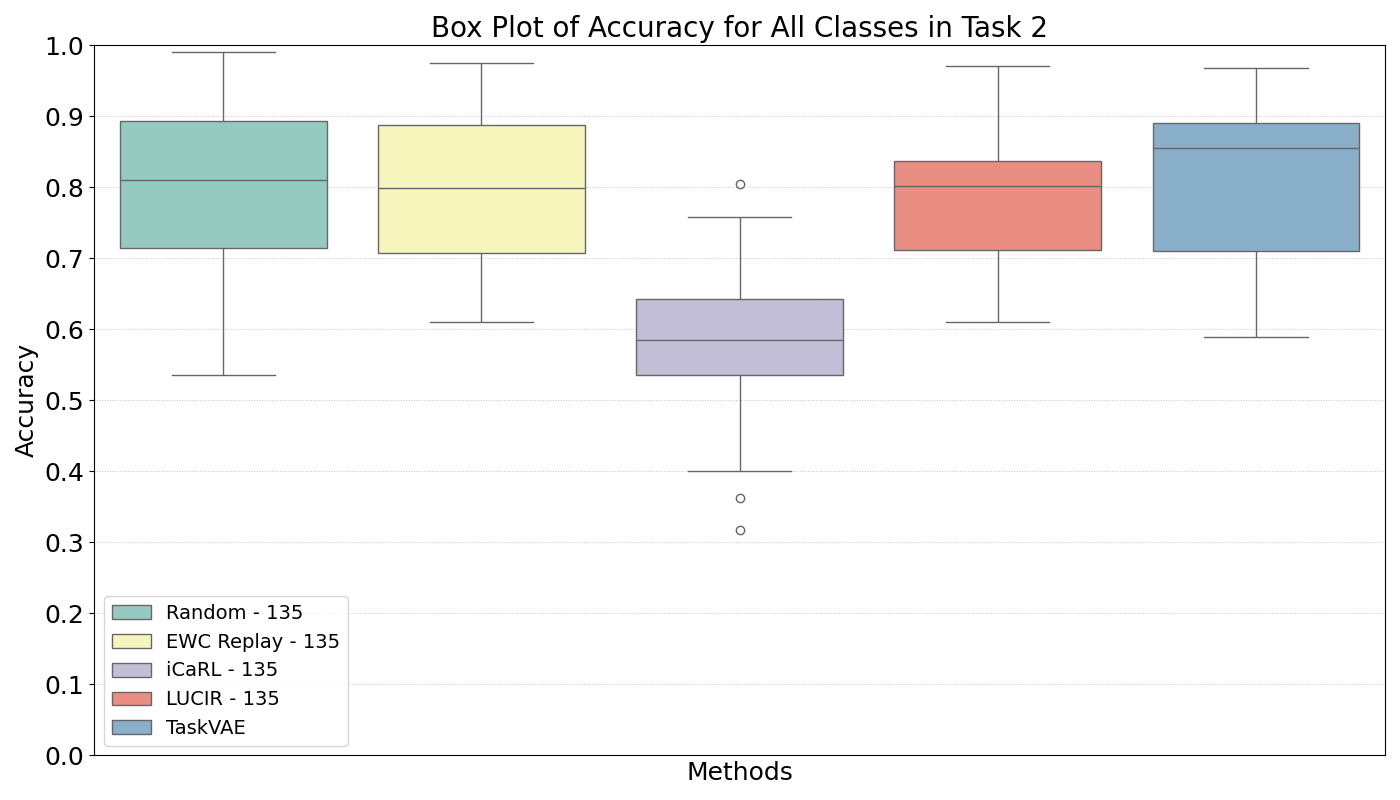 Box Plot of Accuracy for All Classes in Task 2
1.0
0.9
0.8
0.7
0.6
0.5
0.4
0.3
0.2
0.1
0.0
Accuracy
Random - 135
EWC Replay - 135
iCaRL - 135
LUCIR - 135
TaskVAE
Methods